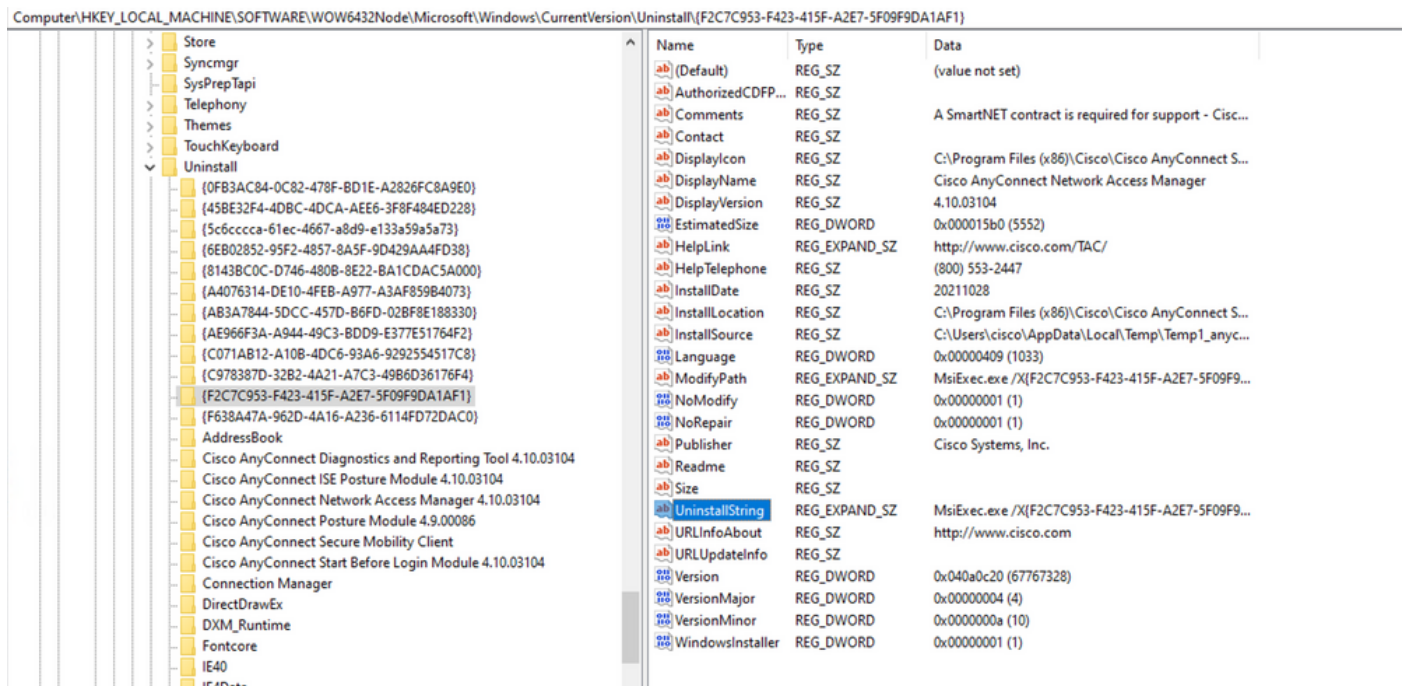 Computer\HKEY_LOCAL_MACHINE\SOFTWARE\WOW6432Node\Microsoft\Windows\CurrentVersion\Uninstall\{F2C7C953-F423-415F-A2E7-5F09F9DA1AF1}
Store
Syncmgr
SysPrepTapi
Telephony
Themes
TouchKeyboard
Uninstall
{0FB3AC84-0C82-478F-BD1E-A2826FC8A9E0}
{45BE32F4-4DBC-4DCA-AEE6-3F8F484ED228}
{5c6cccca-61ec-4667-a8d9-e133a59a5a73}
{6EB02852-95F2-4857-8A5F-9D429AA4FD38}
{8143BC0C-D746-480B-8E22-BA1CDAC5A000}
{A4076314-DE10-4FEB-A977-A3AF859B4073}
{AB3A7844-5DCC-457D-B6FD-02BF8E188330}
{AE966F3A-A944-49C3-BDD9-E377E51764F2}
{C071AB12-A10B-4DC6-93A6-9292554517C8}
{C978387D-32B2-4A21-A7C3-49B6D36176F4}
{F2C7C953-F423-415F-A2E7-5F09F9DA1AF1}
{F638A47A-962D-4A16-A236-6114FD72DAC0}
AddressBook
Cisco AnyConnect Diagnostics and Reporting Tool 4.10.03104
Cisco AnyConnect ISE Posture Module 4.10.03104
Cisco AnyConnect Network Access Manager 4.10.03104
Cisco AnyConnect Posture Module 4.9.00086
Cisco AnyConnect Secure Mobility Client
Cisco AnyConnect Start Before Login Module 4.10.03104
Connection Manager
DirectDrawEx
DXM_Runtime
Fontcore
IE40
IE4Data
Name Type Data
(Default) REG_SZ (value not set)
AuthorizedCDFP... REG_SZ
Comments REG_SZ A SmartNET contract is required for support - Cisc...
Contact REG_SZ
DisplayIcon REG_SZ C:\Program Files (x86)\Cisco\Cisco AnyConnect S...
DisplayName REG_SZ Cisco AnyConnect Network Access Manager
DisplayVersion REG_SZ 4.10.03104
EstimatedSize REG_DWORD 0x000015b0 (5552)
HelpLink REG_EXPAND_SZ http://www.cisco.com/TAC/
HelpTelephone REG_SZ (800) 553-2447
InstallDate REG_SZ 20211028
InstallLocation REG_SZ C:\Program Files (x86)\Cisco\Cisco AnyConnect S...
InstallSource REG_SZ C:\Users\cisco\AppData\Local\Temp\Temp1_anyc...
Language REG_DWORD 0x00000409 (1033)
ModifyPath REG_EXPAND_SZ MsiExec.exe /X{F2C7C953-F423-415F-A2E7-5F09F9...
NoModify REG_DWORD 0x00000001 (1)
NoRepair REG_DWORD 0x00000001 (1)
Publisher REG_SZ Cisco Systems, Inc.
Readme REG_SZ
Size REG_SZ
UninstallString REG_EXPAND_SZ MsiExec.exe /X{F2C7C953-F423-415F-A2E7-5F09F9...
URLInfoAbout REG_SZ http://www.cisco.com
URLUpdateInfo REG_SZ
Version REG_DWORD 0x040a0c20 (67767328)
VersionMajor REG_DWORD 0x00000004 (4)
VersionMinor REG_DWORD 0x0000000a (10)
WindowsInstaller REG_DWORD 0x00000001 (1)